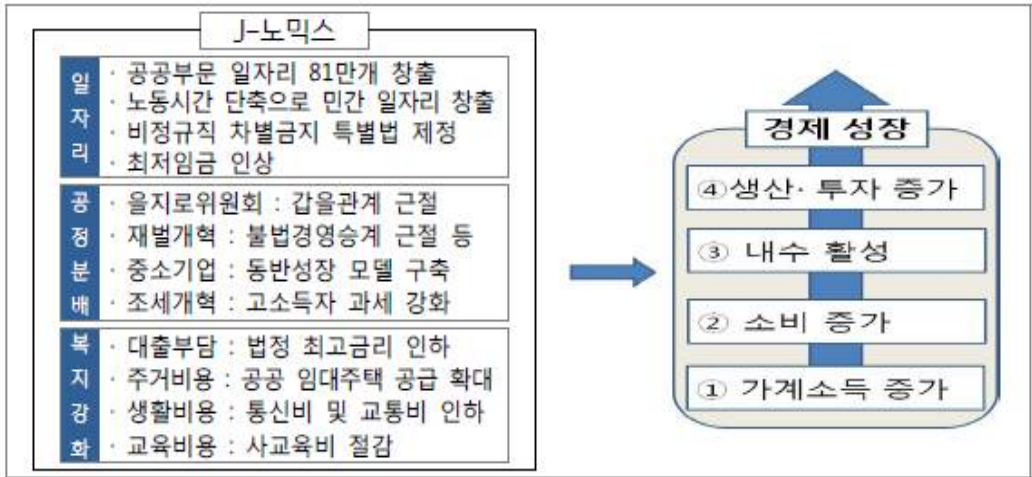 J-노믹스
일자리
· 공공부문 일자리 81만개 창출
· 노동시간 단축으로 민간 일자리 창출
· 비정규직 차별금지 특별법 제정
· 최저임금 인상
공정분배
· 을지로위원회 : 갑을관계 근절
· 재벌개혁 : 불법경영승계 근절 등
· 중소기업 : 동반성장 모델 구축
· 조세개혁 : 고소득자 과세 강화
복지강화
· 대출부담 : 법정 최고금리 인하
· 주거비용 : 공공 임대주택 공급 확대
· 생활비용 : 통신비 및 교통비 인하
· 교육비용 : 사교육비 절감
경제 성장
④생산· 투자 증가
③ 내수 활성
② 소비 증가
① 가계소득 증가